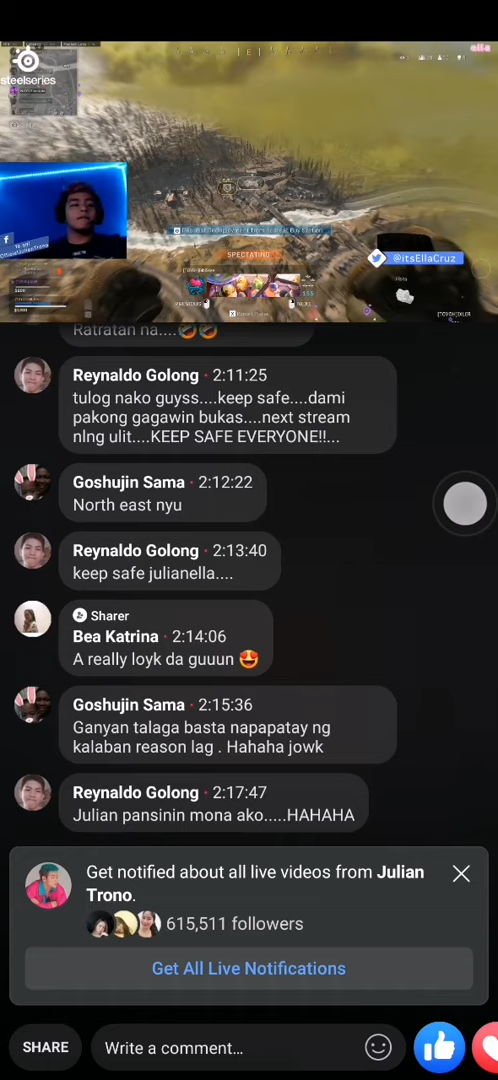 steelseries
ella
@itsEllaCruz
SPECTATING
Ratratan na....🤣🤣
Reynaldo Golong • 2:11:25
tulog nako guyss....keep safe....dami
pakong gagawin bukas....next stream
nlng ulit....KEEP SAFE EVERYONE!!...
Goshujin Sama • 2:12:22
North east nyu
Reynaldo Golong • 2:13:40
keep safe julianella....
Sharer
Bea Katrina • 2:14:06
A really loyk da guuun 😍
Goshujin Sama • 2:15:36
Ganyan talaga basta napapatay ng
kalaban reason lag . Hahaha jowk
Reynaldo Golong • 2:17:47
Julian pansinin mona ako.....HAHAHA
Get notified about all live videos from Julian
Trono.
615,511 followers
Get All Live Notifications
SHARE
Write a comment...